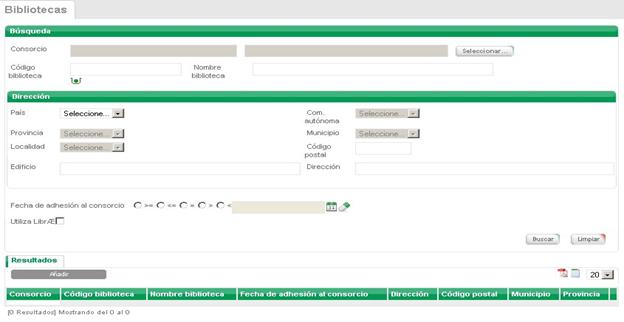 Bibliotecas
Búsqueda
Consorcio Seleccionar...
Código biblioteca Nombre biblioteca
Dirección
País Seleccione... Com. autónoma Seleccione...
Provincia Seleccione... Municipio Seleccione...
Localidad Seleccione... Código postal
Edificio Dirección
Fecha de adhesión al consorcio >= <= = > <
Utiliza LibrÆ
Buscar Limpiar
Resultados
Añadir 20
Consorcio Código biblioteca Nombre biblioteca Fecha de adhesión al consorcio Dirección Código postal Municipio Provincia
[0 Resultados] Mostrando del 0 al 0